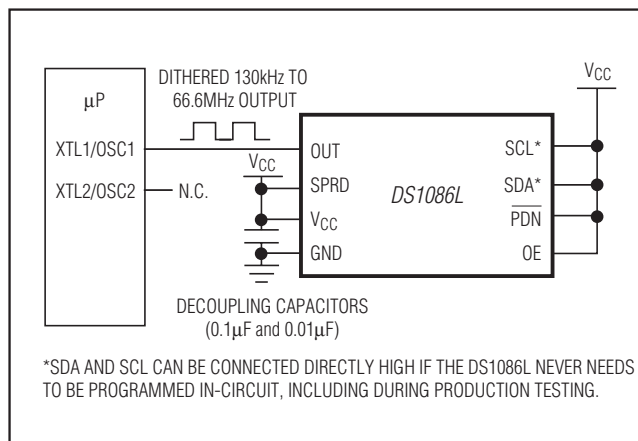 μP
XTL1/OSC1
XTL2/OSC2
N.C.
DITHERED 130kHz TO
66.6MHz OUTPUT
VCC
OUT
SPRD
VCC
GND
DS1086L
SCL*
SDA*
PDN
OE
VCC
DECOUPLING CAPACITORS
(0.1μF and 0.01μF)
*SDA AND SCL CAN BE CONNECTED DIRECTLY HIGH IF THE DS1086L NEVER NEEDS
TO BE PROGRAMMED IN-CIRCUIT, INCLUDING DURING PRODUCTION TESTING.